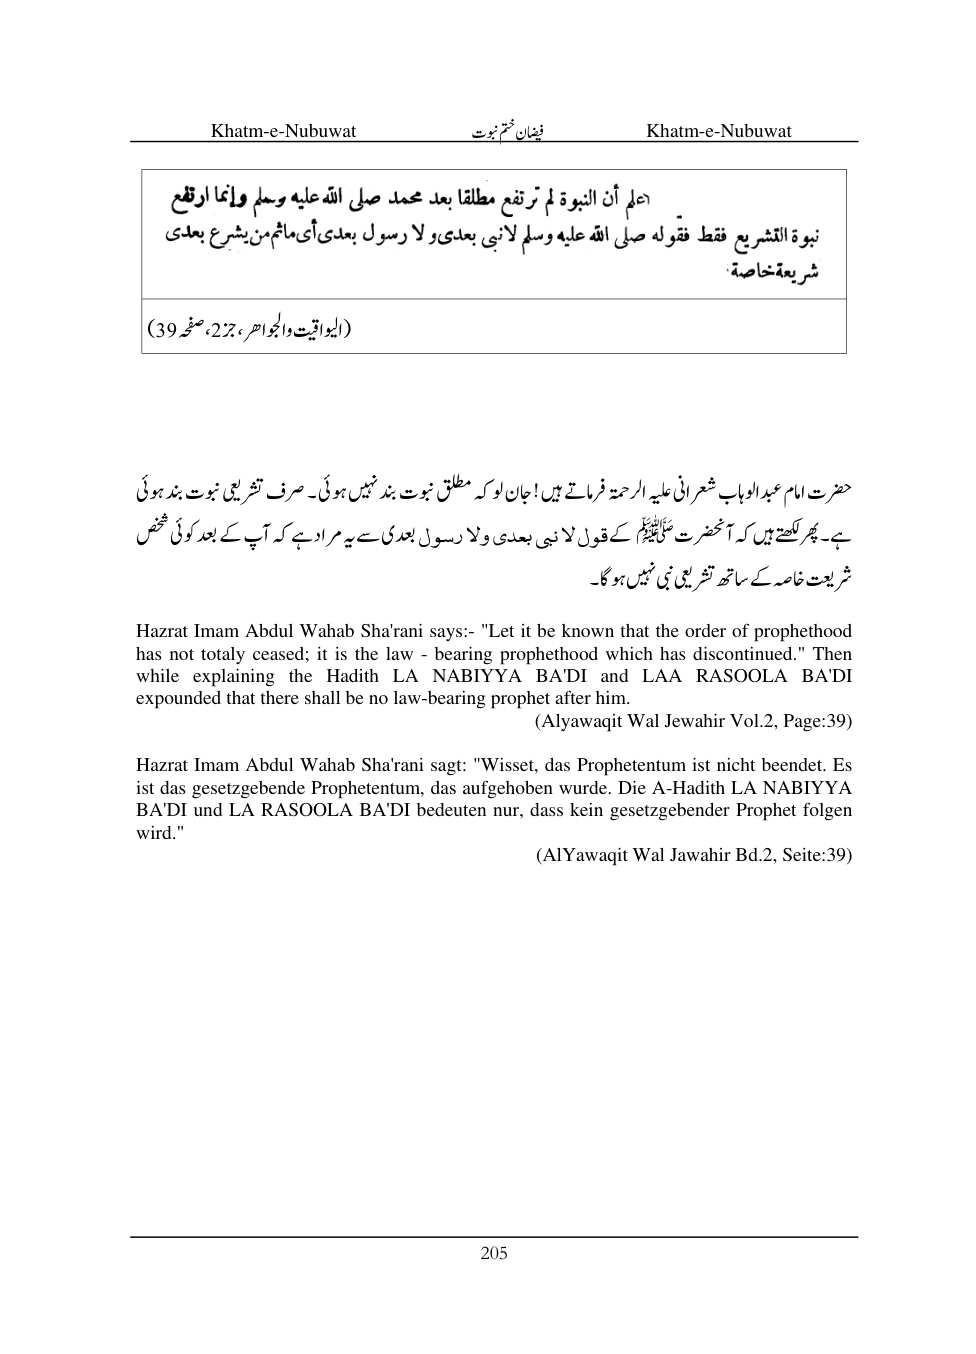 Khatm-e-Nubuwat فیضان ختم نبوت Khatm-e-Nubuwat
اعلم أن النبوة لم ترتفع مطلقا بعد محمد صلى الله عليه وسلم وإنما ارتفع
نبوة التشريع فقط فقوله صلى الله عليه وسلم لانبى بعدى ولا رسول بعدى أى ماثم من يشرع بعدى
شريعة خاصة
(الیواقیت والجواھر، جز2، صفحہ 39)
حضرت امام عبدالوہاب شعرانی علیہ الرحمۃ فرماتے ہیں! جان لو کہ مطلق نبوت بند نہیں ہوئی۔ صرف تشریعی نبوت بند ہوئی
ہے۔ پھر لکھتے ہیں کہ آنحضرت ﷺ کے قول لا نبی بعدی ولا رسول بعدی سے یہ مراد ہے کہ آپ کے بعد کوئی شخص
شریعت خاصہ کے ساتھ تشریعی نبی نہیں ہو گا۔
Hazrat Imam Abdul Wahab Sha'rani says:- "Let it be known that the order of prophethood
has not totaly ceased; it is the law - bearing prophethood which has discontinued." Then
while explaining the Hadith LA NABIYYA BA'DI and LAA RASOOLA BA'DI
expounded that there shall be no law-bearing prophet after him.
(Alyawaqit Wal Jewahir Vol.2, Page:39)
Hazrat Imam Abdul Wahab Sha'rani sagt: "Wisset, das Prophetentum ist nicht beendet. Es
ist das gesetzgebende Prophetentum, das aufgehoben wurde. Die A-Hadith LA NABIYYA
BA'DI und LA RASOOLA BA'DI bedeuten nur, dass kein gesetzgebender Prophet folgen
wird."
(AlYawaqit Wal Jawahir Bd.2, Seite:39)
205